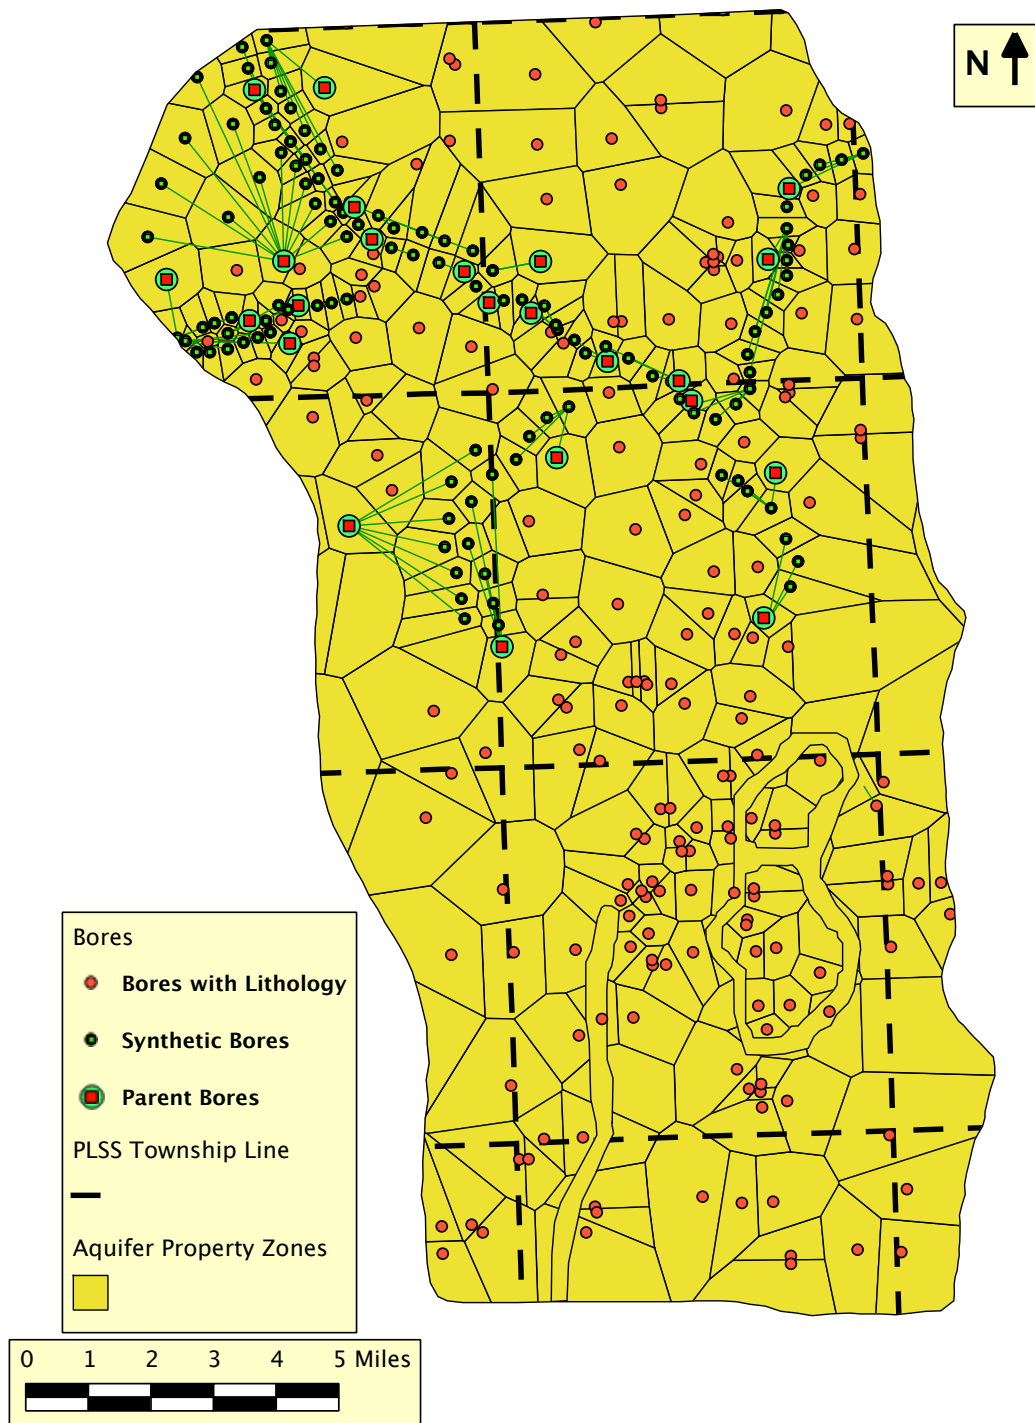 N
Bores
Bores with Lithology
Synthetic Bores
Parent Bores
PLSS Township Line
Aquifer Property Zones
0 1 2 3 4 5 Miles